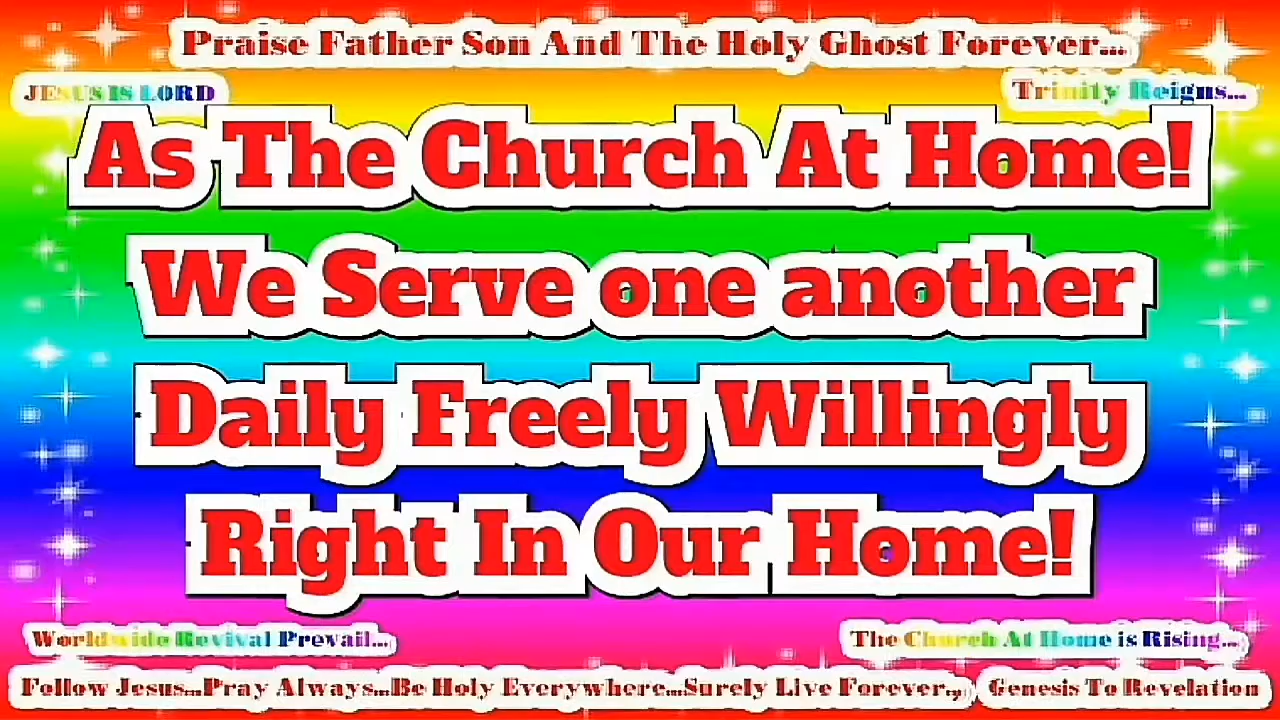 Praise Father Son And The Holy Ghost Forever...
JESUS IS LORD
Trinity Reigns...
As The Church At Home!
We Serve one another
Daily Freely Willingly
Right In Our Home!
Worldwide Revival Prevail...
The Church At Home is Rising...
Follow Jesus...Pray Always...Be Holy Everywhere...Surely Live Forever.,, Genesis To Revelation